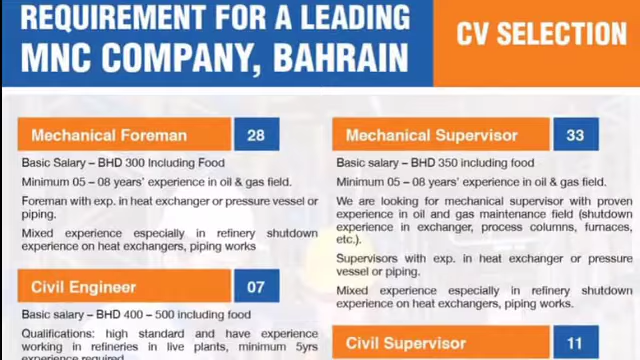 REQUIREMENT FOR A LEADING
MNC COMPANY, BAHRAIN
CV SELECTION
Mechanical Foreman 28
Basic Salary – BHD 300 Including Food
Minimum 05 – 08 years' experience in oil & gas field.
Foreman with exp. in heat exchanger or pressure vessel or
piping.
Mixed experience especially in refinery shutdown
experience on heat exchangers, piping works
Civil Engineer 07
Basic salary – BHD 400 – 500 including food
Qualifications: high standard and have experience
working in refineries in live plants, minimum 5yrs
experience required
Mechanical Supervisor 33
Basic salary – BHD 350 including food
Minimum 05 – 08 years' experience in oil & gas field.
We are looking for mechanical supervisor with proven
experience in oil and gas maintenance field (shutdown
experience in exchanger, process columns, furnaces,
etc.).
Supervisors with exp. in heat exchanger or pressure
vessel or piping.
Mixed experience especially in refinery shutdown
experience on heat exchangers, piping works.
Civil Supervisor 11